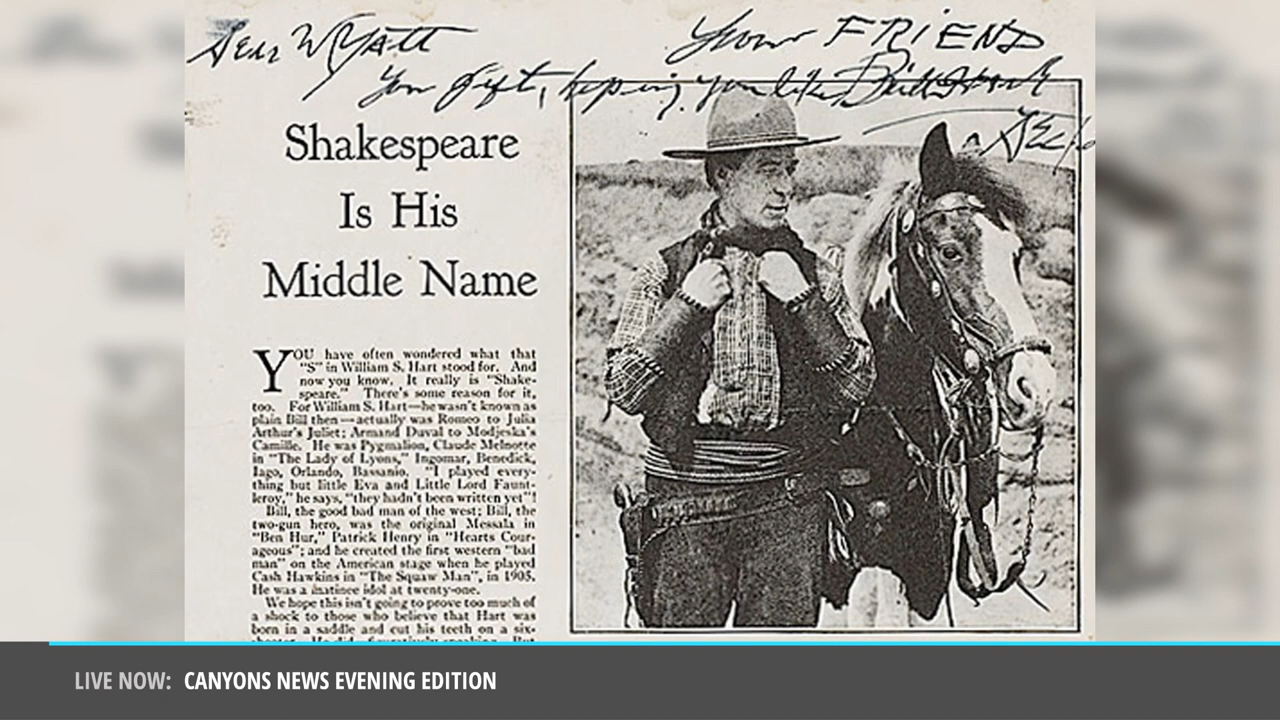 Dear Wyatt
Your FRIEND
Your gift, hoping you like Bill Hart
Shakespeare
Is His
Middle Name
YOU have often wondered what that
"S" in William S. Hart stood for. And
now you know. It really is "Shake-
speare." There's some reason for it,
too. For William S. Hart—he wasn't known as
plain Bill then—actually was Romeo to Julia
Arthur's Juliet; Armand Duval to Modjeska's
Camille. He was Pygmalion, Claude Melnotte
in "The Lady of Lyons," Ingomar, Benedick,
Iago, Orlando, Bassanio. "I played every-
thing but little Eva and Little Lord Faunt-
leroy," he says, "they hadn't been written yet"!
Bill, the good bad man of the west; Bill, the
two-gun hero, was the original Messala in
"Ben Hur," Patrick Henry in "Hearts Cour-
ageous"; and he created the first western "bad
man" on the American stage when he played
Cash Hawkins in "The Squaw Man", in 1905.
He was a matinee idol at twenty-one.
We hope this isn't going to prove too much of
a shock to those who believe that Hart was
born in a saddle and cut his teeth on a six-
LIVE NOW: CANYONS NEWS EVENING EDITION